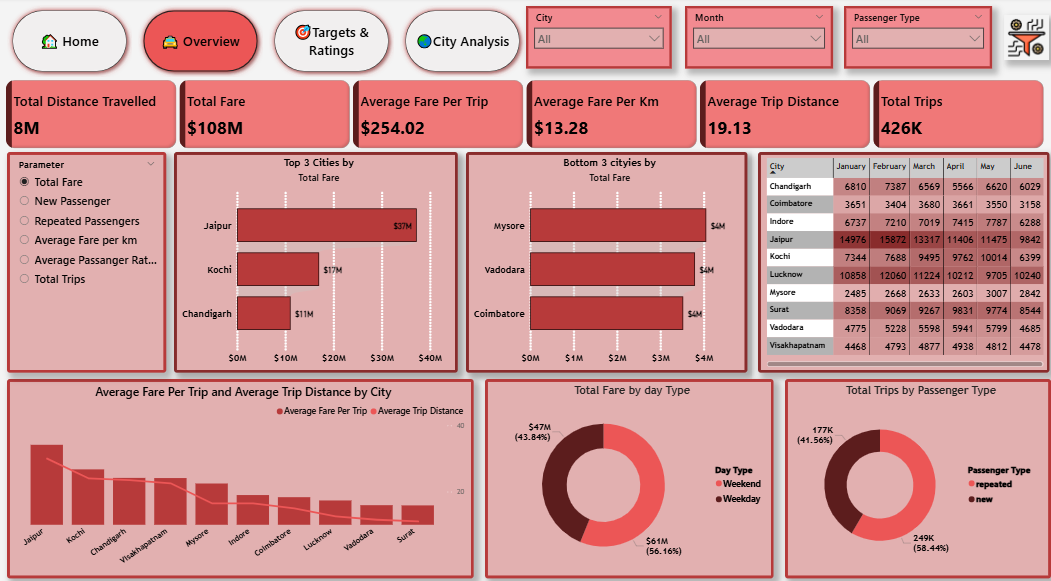 Home
Overview
Targets &
Ratings
City Analysis
City
All
Month
All
Passenger Type
All
Total Distance Travelled
8M
Total Fare
$108M
Average Fare Per Trip
$254.02
Average Fare Per Km
$13.28
Average Trip Distance
19.13
Total Trips
426K
Parameter
Total Fare
New Passenger
Repeated Passengers
Average Fare per km
Average Passanger Rat...
Total Trips
Top 3 Cities by
Total Fare
Jaipur $37M
Kochi $17M
Chandigarh $11M
$0M $10M $20M $30M $40M
Bottom 3 cityies by
Total Fare
Mysore $4M
Vadodara $4M
Coimbatore $4M
$0M $1M $2M $3M $4M
City January February March April May June
Chandigarh 6810 7387 6569 5566 6620 6029
Coimbatore 3651 3404 3680 3661 3550 3158
Indore 6737 7210 7019 7415 7787 6288
Jaipur 14976 15872 13317 11406 11475 9842
Kochi 7344 7688 9495 9762 10014 6399
Lucknow 10858 12060 11224 10212 9705 10240
Mysore 2485 2668 2633 2603 3007 2842
Surat 8358 9069 9267 9831 9774 8544
Vadodara 4775 5228 5598 5941 5799 4685
Visakhapatnam 4468 4793 4877 4938 4812 4478
Average Fare Per Trip and Average Trip Distance by City
Average Fare Per Trip Average Trip Distance
40
20
Jaipur Kochi Chandigarh Visakhapatnam Mysore Indore Coimbatore Lucknow Vadodara Surat
Total Fare by day Type
$47M
(43.84%)
$61M
(56.16%)
Day Type
Weekend
Weekday
Total Trips by Passenger Type
177K
(41.56%)
249K
(58.44%)
Passenger Type
repeated
new